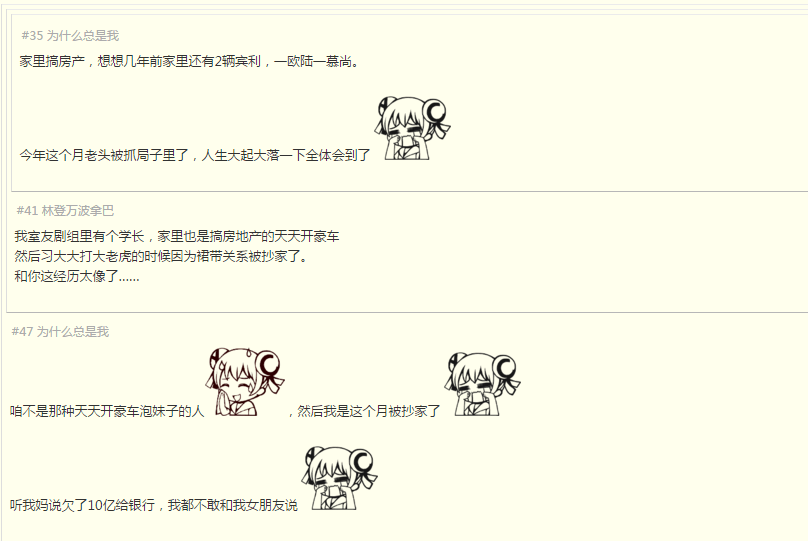 #35 为什么总是我
家里搞房产，想想几年前家里还有2辆宾利，一欧陆一慕尚。
今年这个月老头被抓局子里了，人生大起大落一下全体会到了
#41 林登万波拿巴
我室友剧组里有个学长，家里也是搞房地产的天天开豪车
然后习大大打大老虎的时候因为裙带关系被抄家了。
和你这经历太像了......
#47 为什么总是我
咱不是那种天天开豪车泡妹子的人 ，然后我是这个月被抄家了
听我妈说欠了10亿给银行，我都不敢和我女朋友说